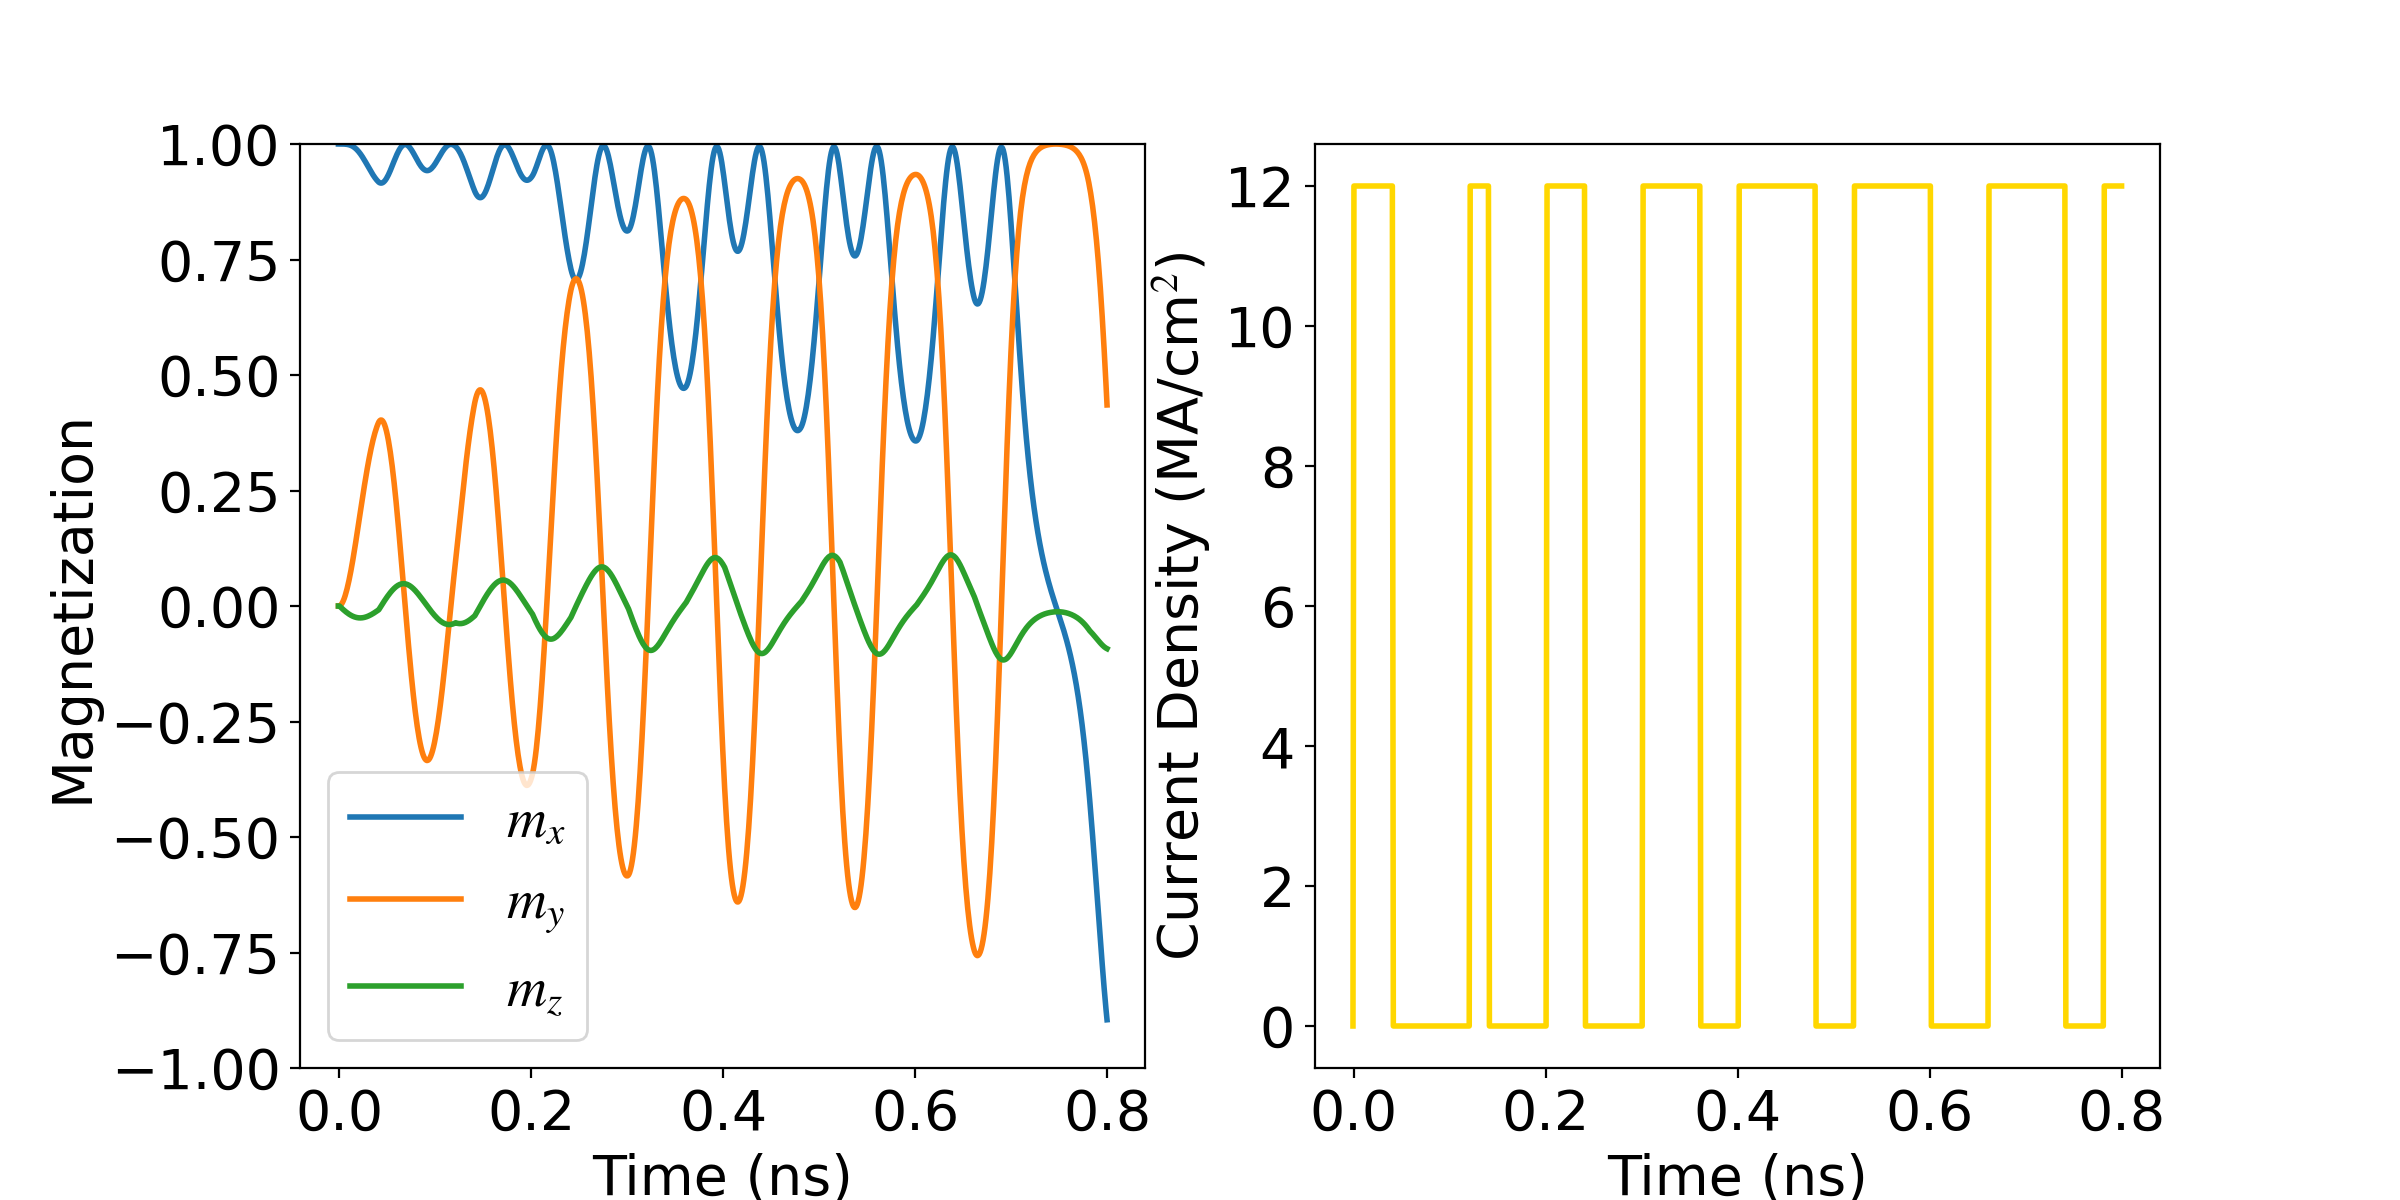 Magnetization
1.00
0.75
0.50
0.25
0.00
−0.25
−0.50
−0.75
−1.00
m_x
m_y
m_z
0.0 0.2 0.4 0.6 0.8
Time (ns)
Current Density (MA/cm²)
12
10
8
6
4
2
0
0.0 0.2 0.4 0.6 0.8
Time (ns)